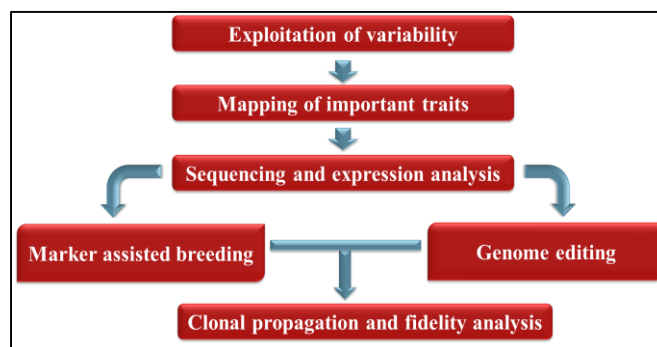 Exploitation of variability
Mapping of important traits
Sequencing and expression analysis
Marker assisted breeding
Genome editing
Clonal propagation and fidelity analysis